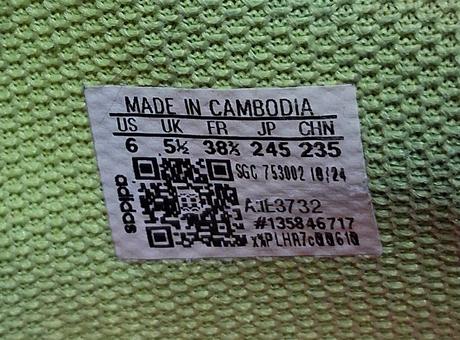 MADE IN CAMBODIA
US UK FR JP CHN
6 5½ 38⅔ 245 235
adidas
SGC 753002 10/24
#135846717